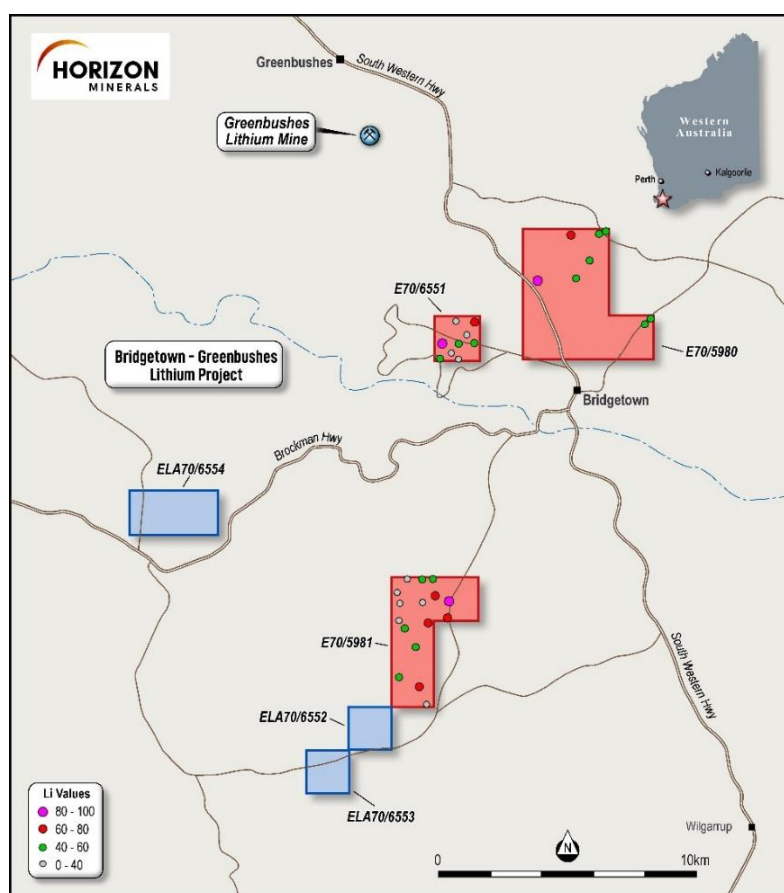 HORIZON
MINERALS
Greenbushes
South Western Hwy
Greenbushes
Lithium Mine
Western
Australia
Perth
Kalgoorlie
E70/6551
E70/5980
Bridgetown - Greenbushes
Lithium Project
Bridgetown
Brockman Hwy
ELA70/6554
E70/5981
South Western Hwy
ELA70/6552
ELA70/6553
Li Values
80 - 100
60 - 80
40 - 60
0 - 40
Wilgarrup
N
0
10km